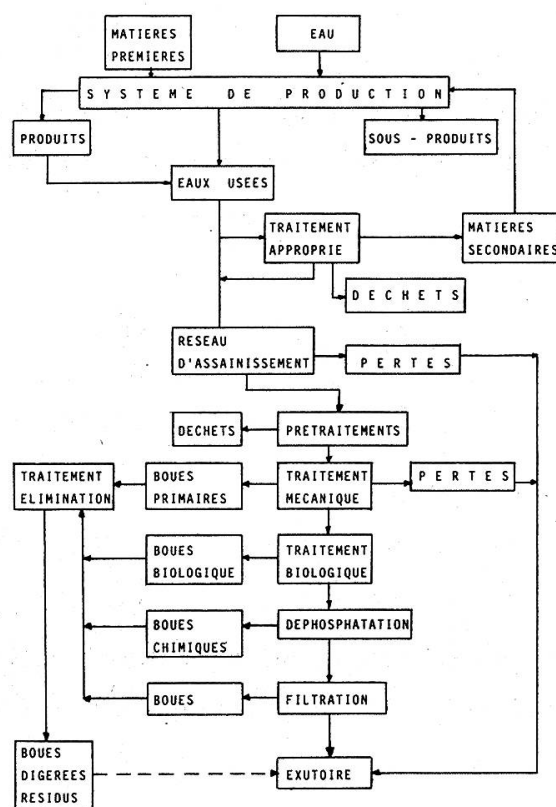 MATIERES
PREMIERES
EAU
SYSTEME DE PRODUCTION
PRODUITS
SOUS - PRODUITS
EAUX USEES
TRAITEMENT
APPROPRIE
MATIERES
SECONDAIRES
DECHETS
RESEAU
D'ASSAINISSEMENT
PERTES
DECHETS
PRETRAITEMENTS
TRAITEMENT
ELIMINATION
BOUES
PRIMAIRES
TRAITEMENT
MECANIQUE
PERTES
BOUES
BIOLOGIQUE
TRAITEMENT
BIOLOGIQUE
BOUES
CHIMIQUES
DEPHOSPHATATION
BOUES
FILTRATION
BOUES
DIGEREES
RESIDUS
EXUTOIRE